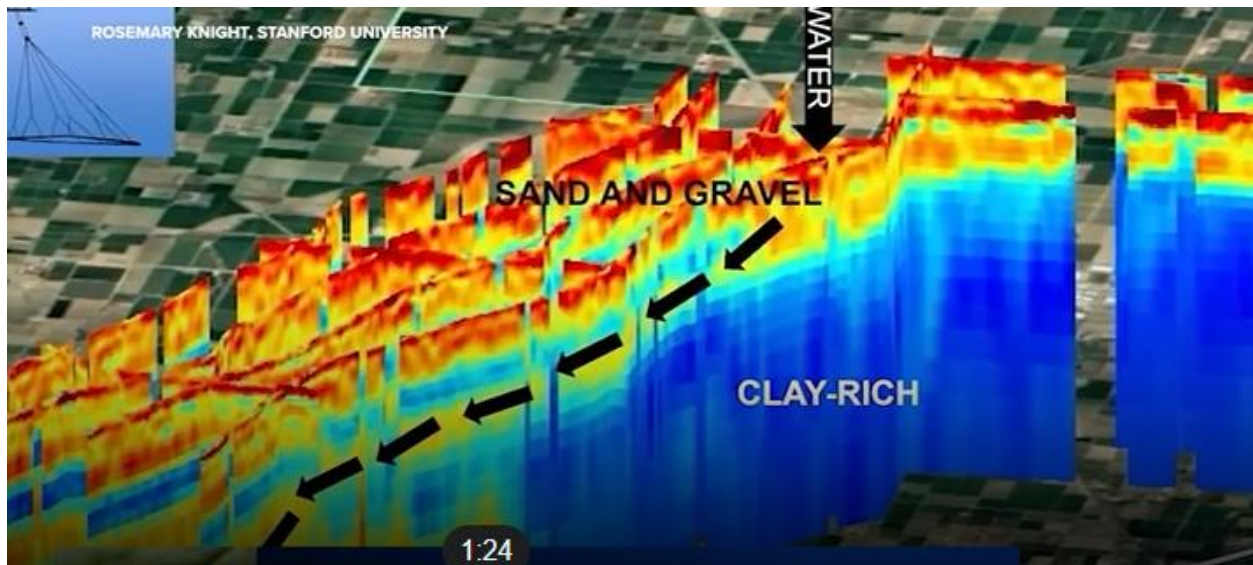 ROSEMARY KNIGHT, STANFORD UNIVERSITY
WATER
SAND AND GRAVEL
CLAY-RICH
1:24